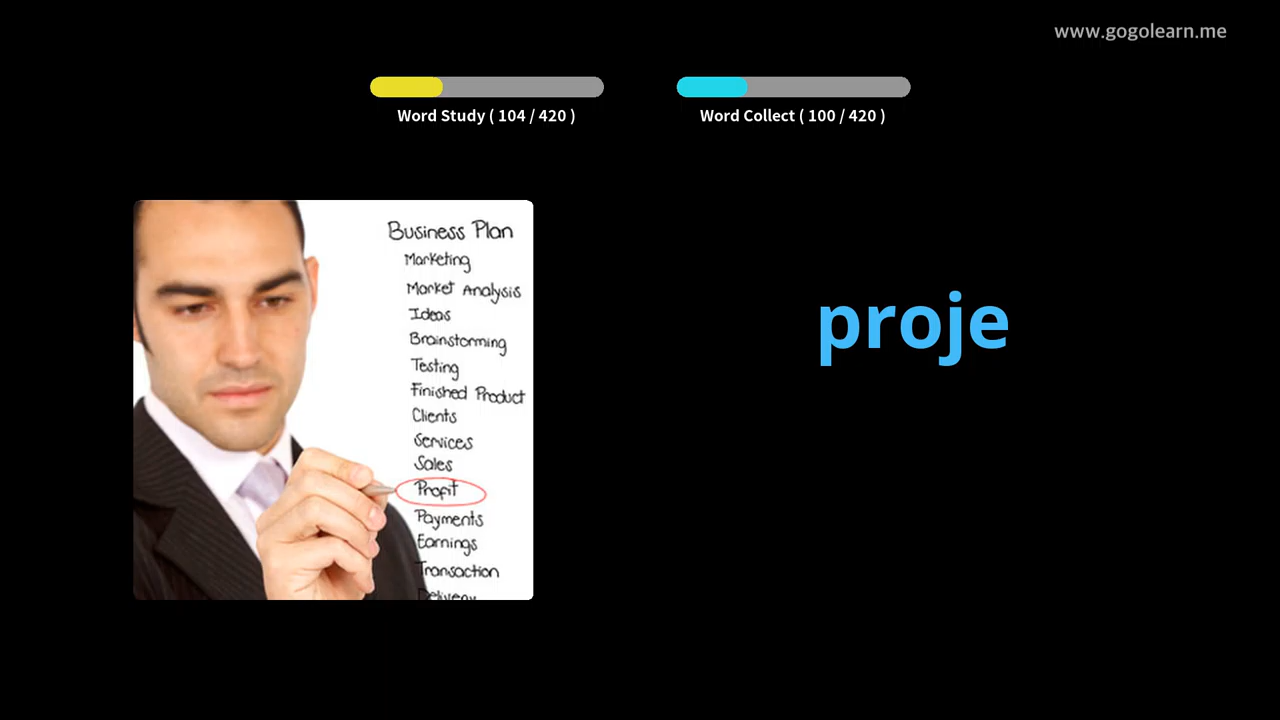 www.gogolearn.me
Word Study ( 104 / 420 )
Word Collect ( 100 / 420 )
Business Plan
Marketing
Market Analysis
Ideas
Brainstorming
Testing
Finished Product
Clients
Services
Sales
Profit
Payments
Earnings
Transaction
Delivery
proje